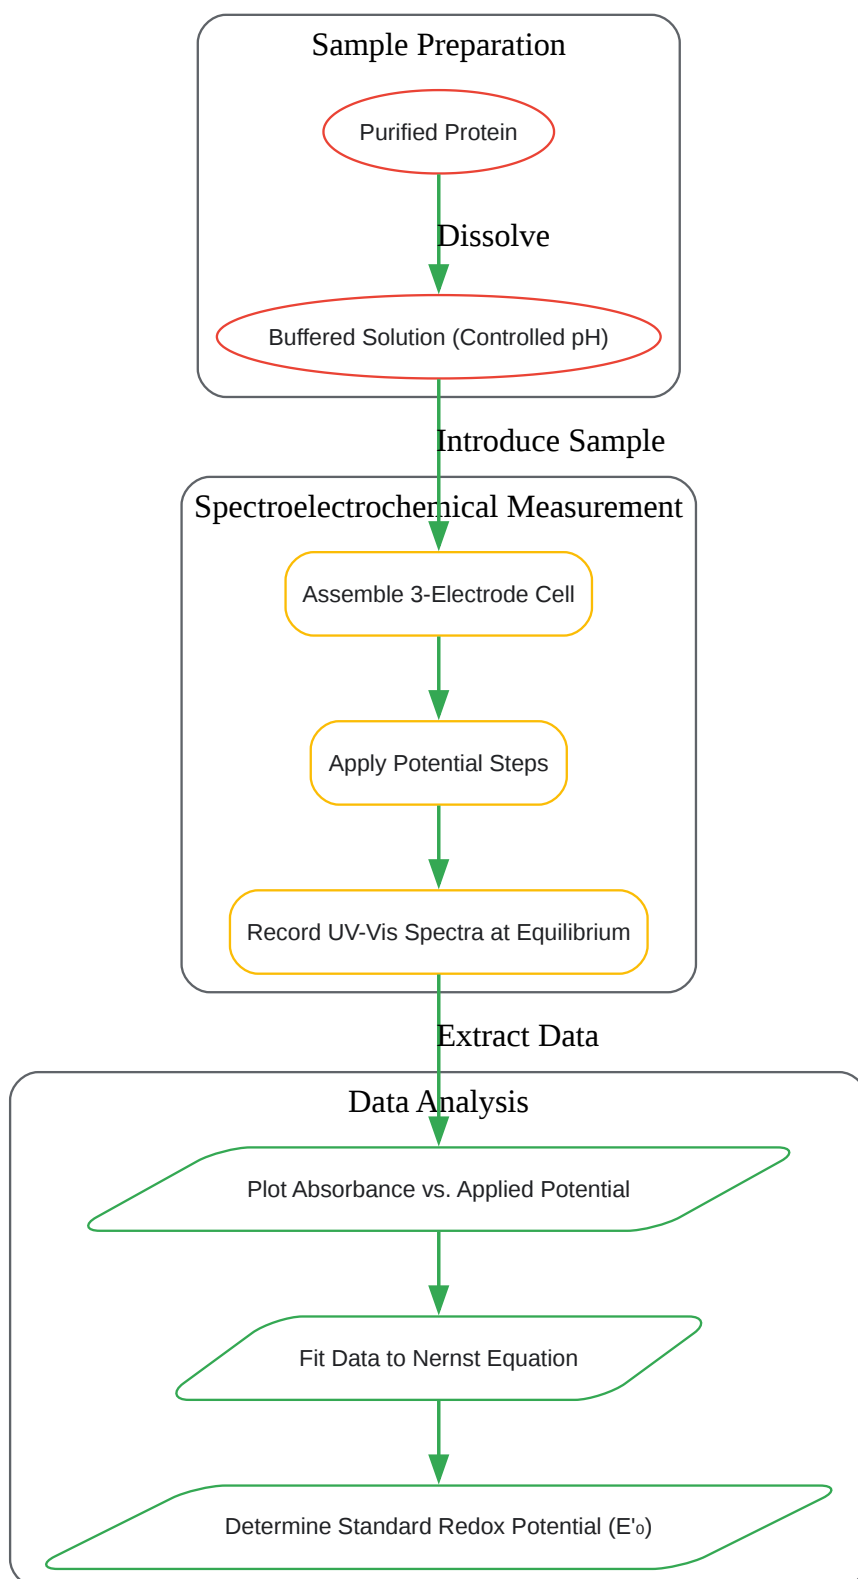 Sample Preparation
Purified Protein
Dissolve
Buffered Solution (Controlled pH)
Introduce Sample
Spectroelectrochemical Measurement
Assemble 3-Electrode Cell
Apply Potential Steps
Record UV-Vis Spectra at Equilibrium
Extract Data
Data Analysis
Plot Absorbance vs. Applied Potential
Fit Data to Nernst Equation
Determine Standard Redox Potential (E'₀)